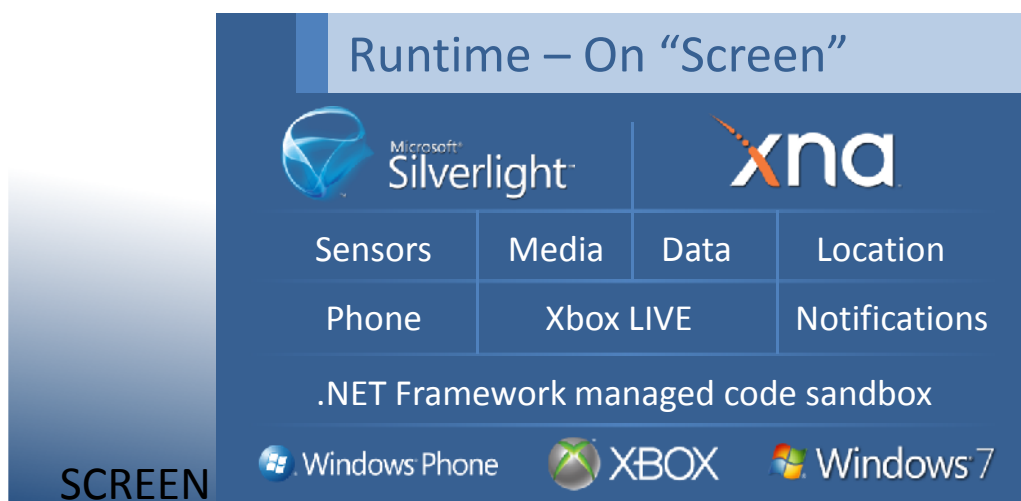 Runtime – On “Screen”
Microsoft®
Silverlight™
xna
Sensors Media Data Location
Phone Xbox LIVE Notifications
.NET Framework managed code sandbox
Windows Phone XBOX Windows 7
SCREEN